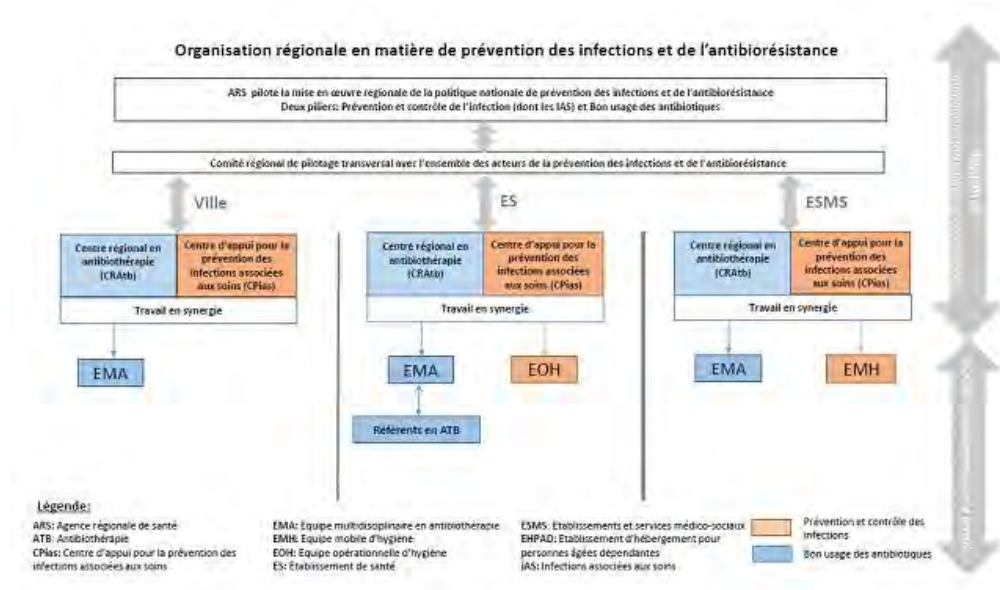 Organisation régionale en matière de prévention des infections et de l'antibiorésistance
ARS pilote la mise en œuvre régionale de la politique nationale de prévention des infections et de l'antibiorésistance
Deux piliers: Prévention et contrôle de l'infection (dont les IAS) et Bon usage des antibiotiques
Comité régional de pilotage transversal avec l'ensemble des acteurs de la prévention des infections et de l'antibiorésistance
Ville
ES
ESMS
Centre régional en
antibiothérapie
(CRAtb)
Centre d'appui pour la
prévention des
infections associées
aux soins (CPias)
Travail en synergie
EMA
Centre régional en
antibiothérapie
(CRAtb)
Centre d'appui pour la
prévention des
infections associées
aux soins (CPias)
Travail en synergie
EMA
EOH
Référents en ATB
Centre régional en
antibiothérapie
(CRAtb)
Centre d'appui pour la
prévention des
infections associées
aux soins (CPias)
Travail en synergie
EMA
EMH
Légende:
ARS: Agence régionale de santé
ATB: Antibiothérapie
CPias: Centre d'appui pour la prévention des
infections associées aux soins
EMA: Equipe multidisciplinaire en antibiothérapie
EMH: Equipe mobile d'hygiène
EOH: Equipe opérationnelle d'hygiène
ES: Etablissement de santé
ESMS: Etablissements et services médico-sociaux
EHPAD: Etablissement d'hébergement pour
personnes âgées dépendantes
IAS: Infections associées aux soins
Prévention et contrôle des
infections
Bon usage des antibiotiques